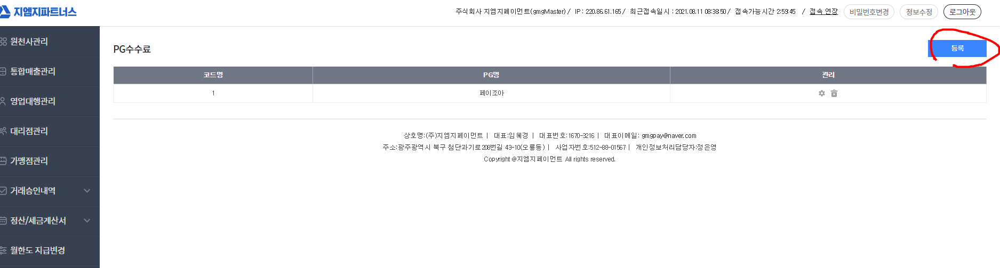 지엠지파트너스
주식회사 지엠지페이먼트(gmgMaster) / IP : 220.86.61.165 / 최근접속일시 : 2021.08.11 08:38:50 / 접속가능시간 2:59:45 / 접속 연장 비밀번호변경 정보수정 로그아웃
원천사관리
통합매출관리
영업대행관리
대리점관리
가맹점관리
거래승인내역
정산/세금계산서
월한도 지급변경
PG수수료
등록
코드명 PG명 관리
1 페이조아
상호명:(주)지엠지페이먼트 | 대표:임혜경 | 대표번호:1670-3216 | 대표이메일: gmgpay@naver.com
주소:광주광역시 북구 첨단과기로208번길 43-10(오룡동) | 사업자번호:512-88-01567 | 개인정보처리담당자:정은영
Copyright @지엠지페이먼트 All rights reserved.